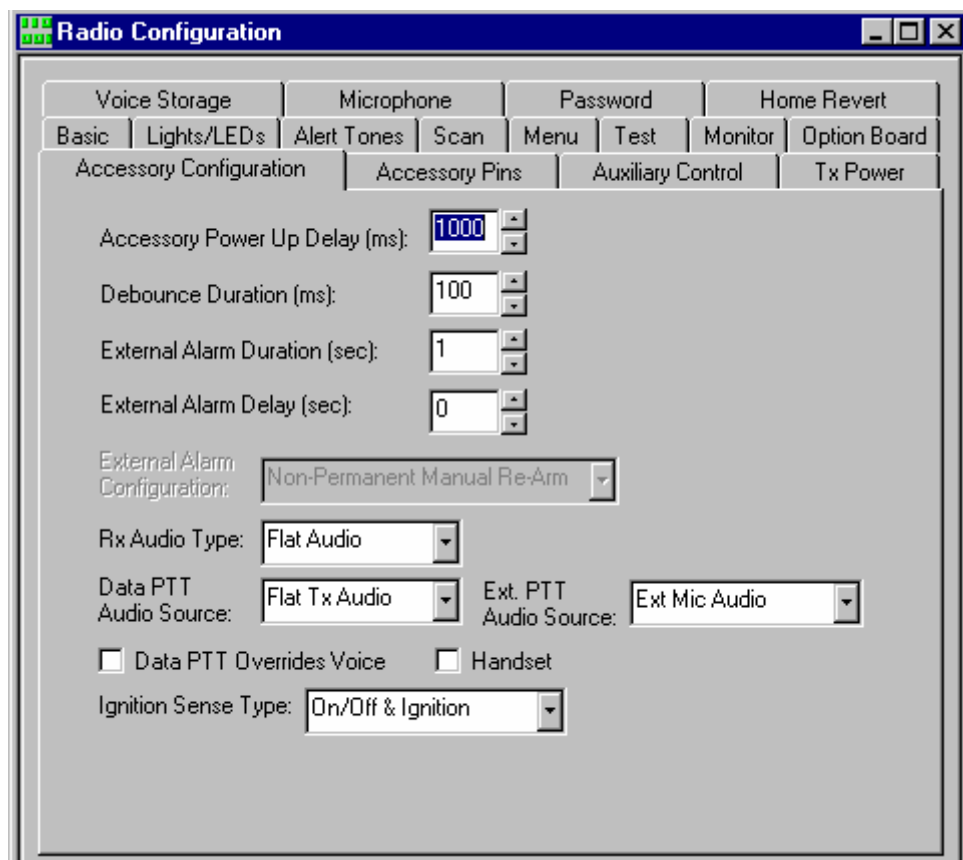 Radio Configuration
Voice Storage Microphone Password Home Revert
Basic Lights/LEDs Alert Tones Scan Menu Test Monitor Option Board
Accessory Configuration Accessory Pins Auxiliary Control Tx Power
Accessory Power Up Delay (ms): 1000
Debounce Duration (ms): 100
External Alarm Duration (sec): 1
External Alarm Delay (sec): 0
External Alarm
Configuration: Non-Permanent Manual Re-Arm
Rx Audio Type: Flat Audio
Data PTT
Audio Source: Flat Tx Audio
Ext. PTT
Audio Source: Ext Mic Audio
Data PTT Overrides Voice Handset
Ignition Sense Type: On/Off & Ignition